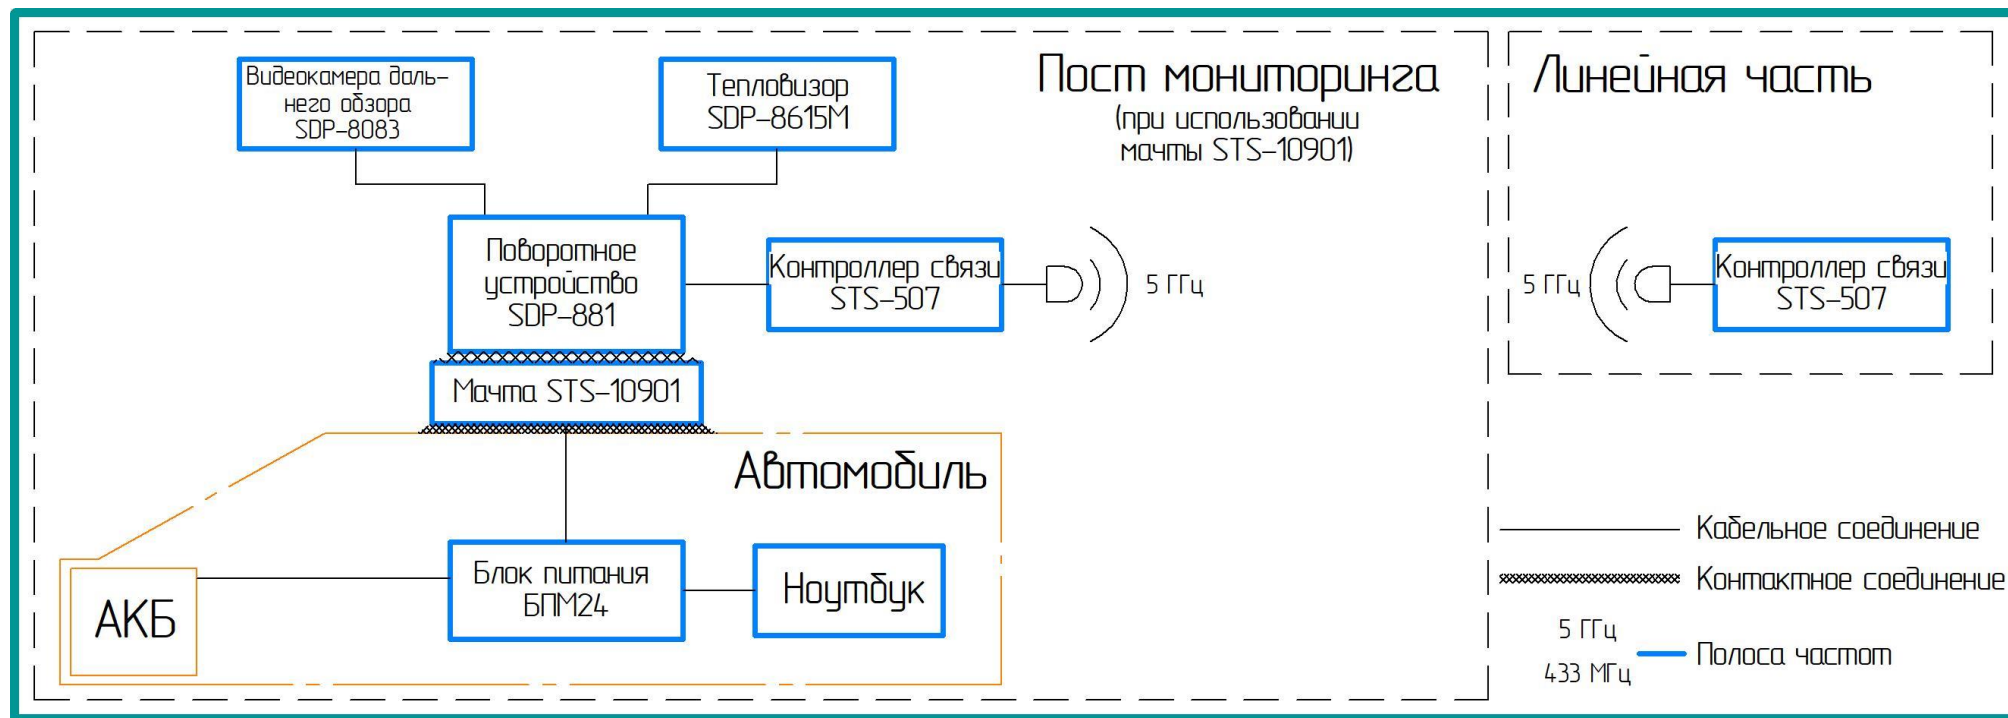 Видеокамера даль-
него обзора
SDP-8083
Тепловизор
SDP-8615М
Пост мониторинга
(при использовании
мачты STS-10901)
Линейная часть
Поворотное
устройство
SDP-881
Контроллер связи
STS-507
5 ГГц
5 ГГц
Контроллер связи
STS-507
Мачта STS-10901
Автомобиль
АКБ
Блок питания
БПМ24
Ноутбук
Кабельное соединение
Контактное соединение
5 ГГц
433 МГц
Полоса частот